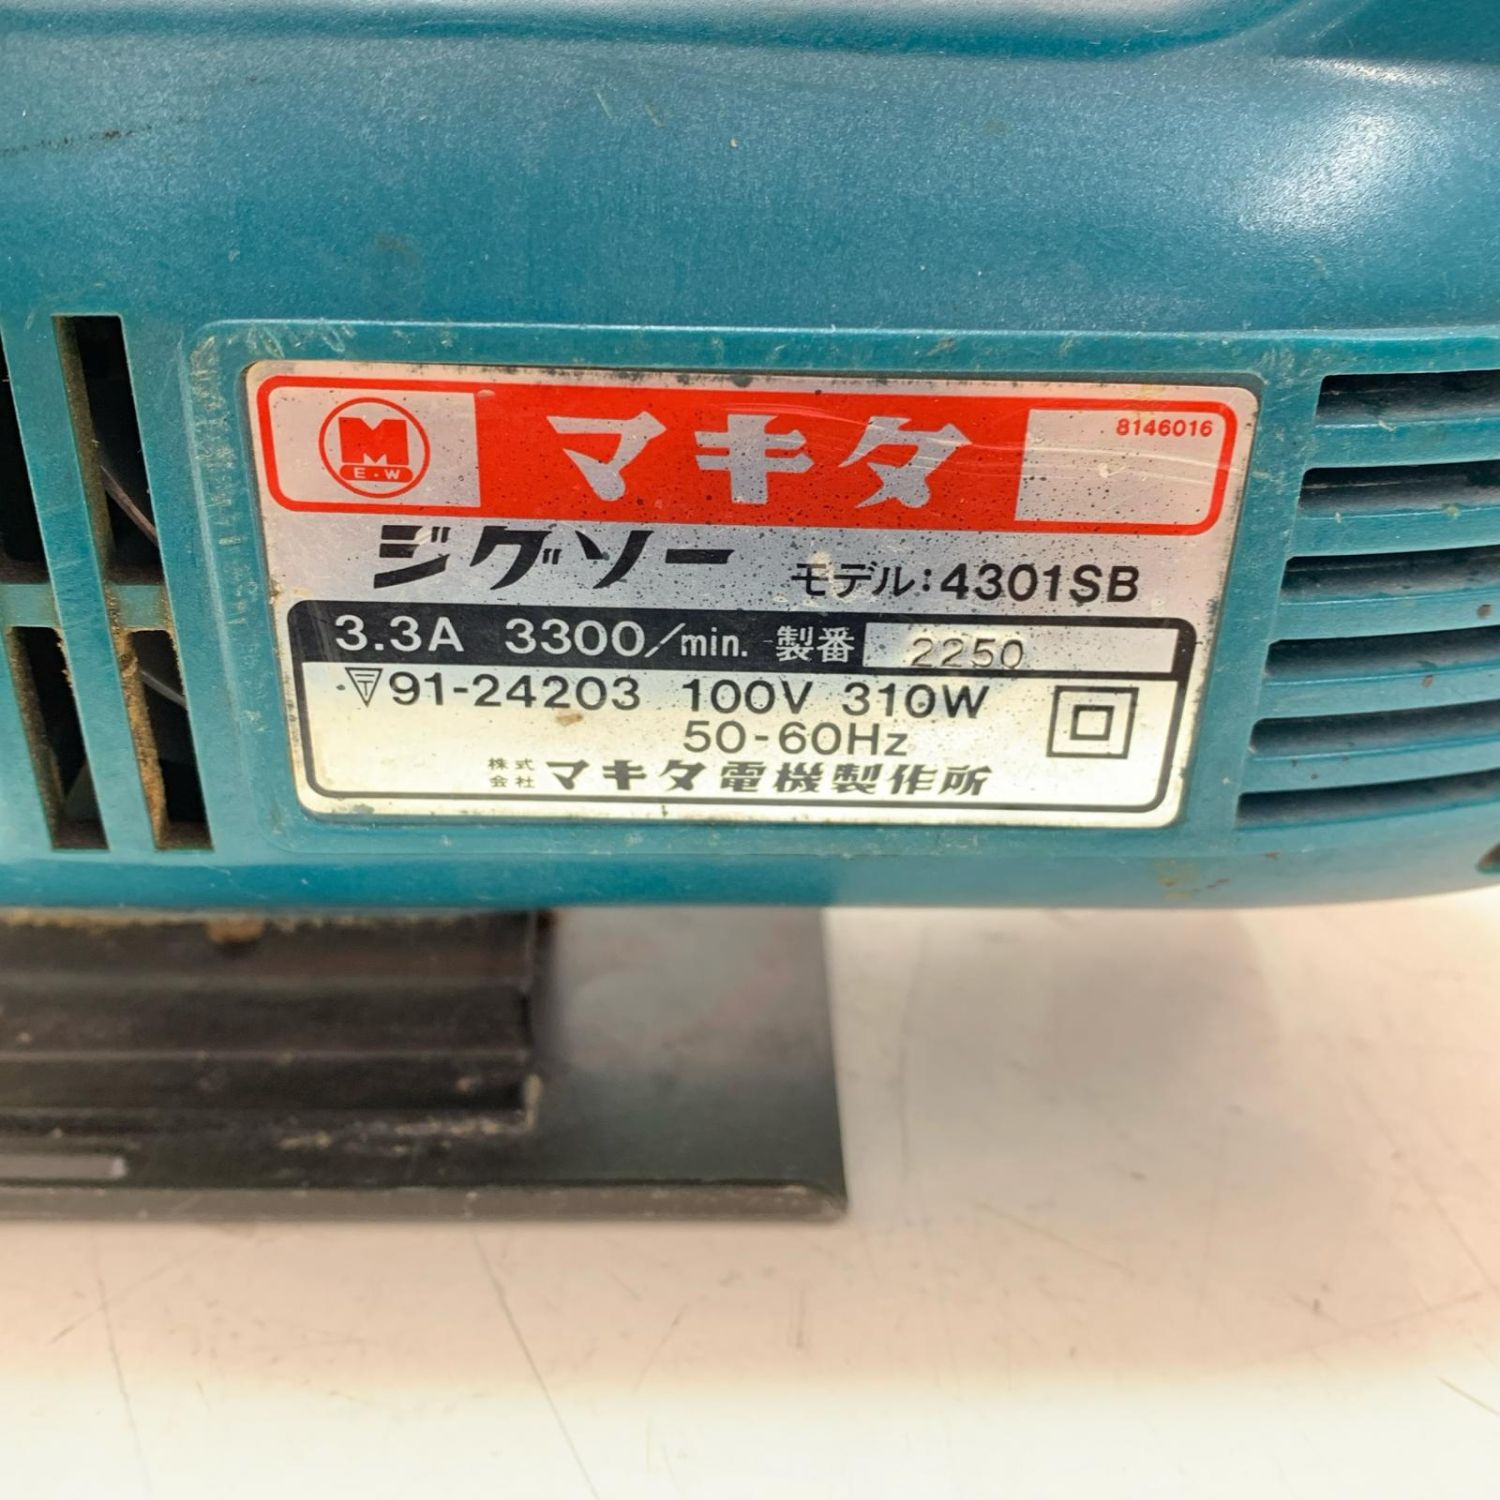 M
E・W
マキタ
8146016
ジグソー
モデル:4301SB
3.3A 3300/min. 製番 2250
〒91-24203 100V 310W
50-60Hz
株式会社 マキタ電機製作所